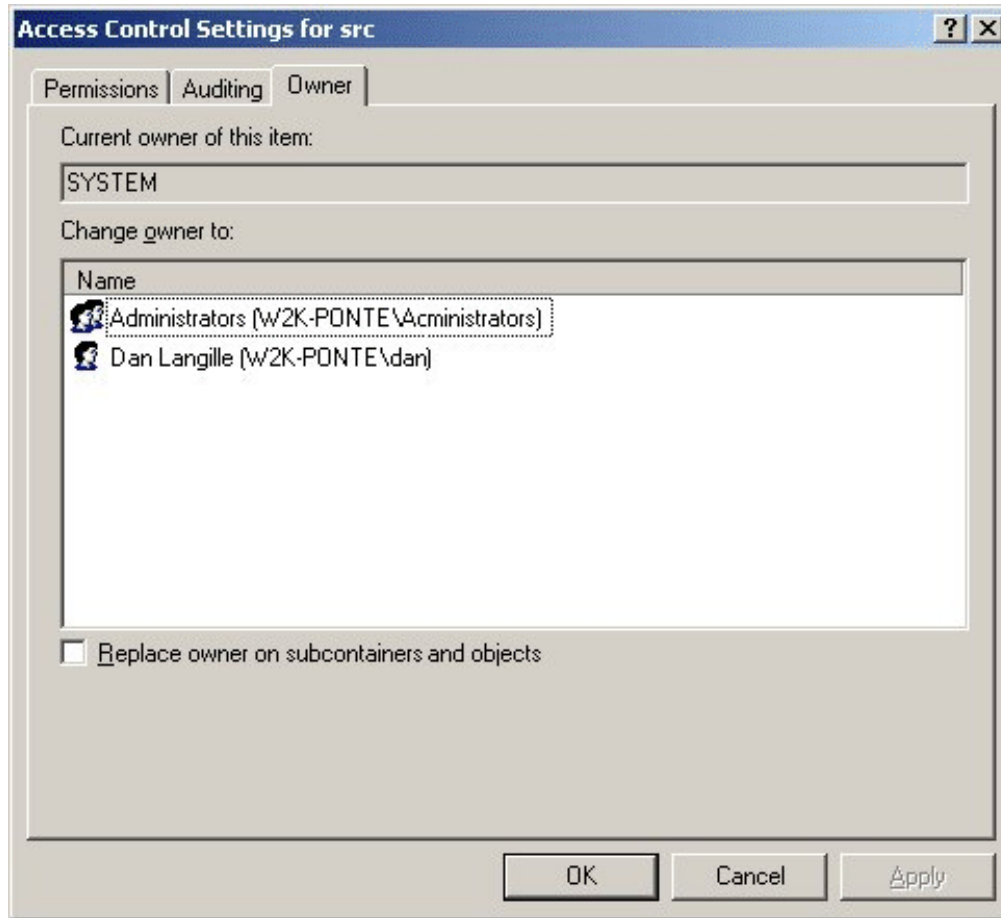 Access Control Settings for src
Permissions Auditing Owner
Current owner of this item:
SYSTEM
Change owner to:
Name
Administrators (W2K-PONTE\Acministrators)
Dan Langille (W2K-PONTE\dan)
Replace owner on subcontainers and objects
OK Cancel Apply